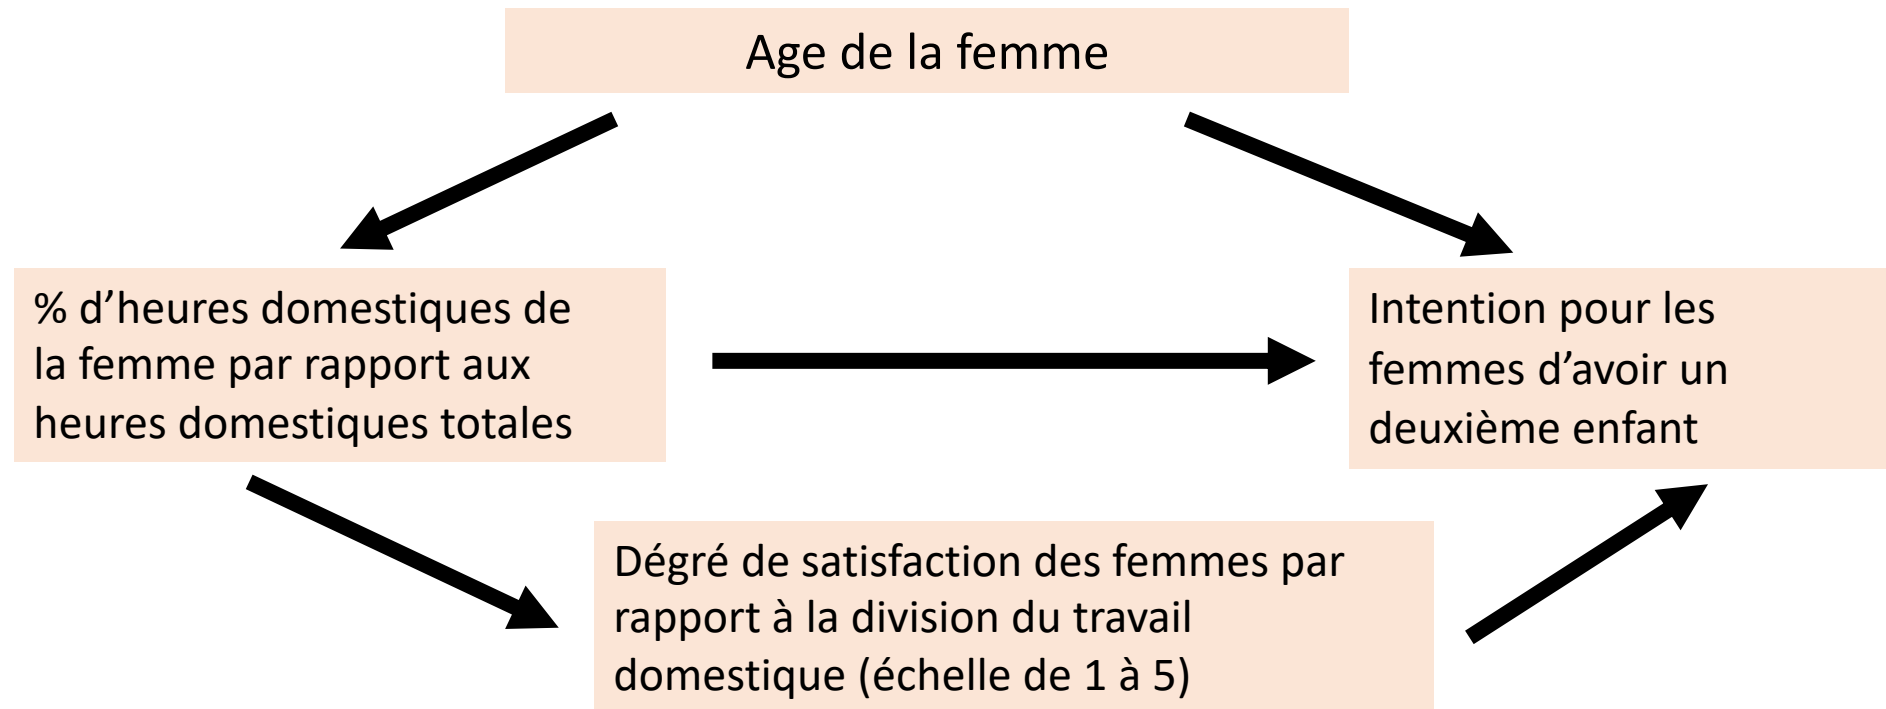 Age de la femme
% d’heures domestiques de
la femme par rapport aux
heures domestiques totales
Intention pour les
femmes d’avoir un
deuxième enfant
Dégré de satisfaction des femmes par
rapport à la division du travail
domestique (échelle de 1 à 5)